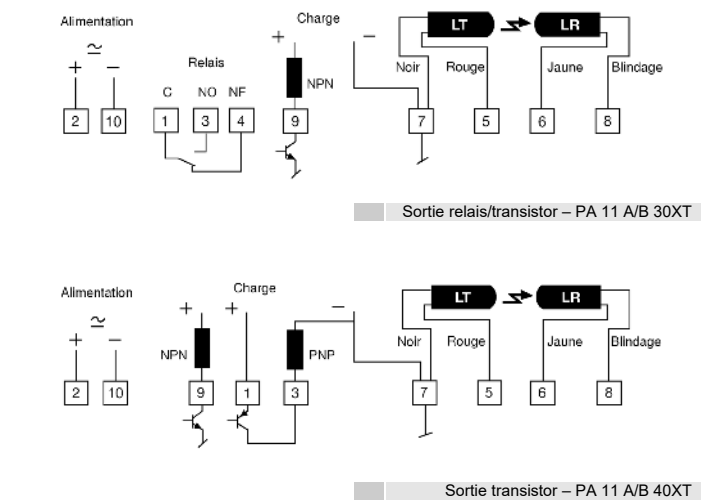 Alimentation
Charge
LT
LR
+
−
Relais
Noir
Rouge
Jaune
Blindage
C
NO
NF
+
−
NPN
2
10
1
3
4
9
7
5
6
8
Sortie relais/transistor – PA 11 A/B 30XT
Alimentation
Charge
LT
LR
+
−
NPN
+
+
PNP
−
Noir
Rouge
Jaune
Blindage
2
10
9
1
3
7
5
6
8
Sortie transistor – PA 11 A/B 40XT